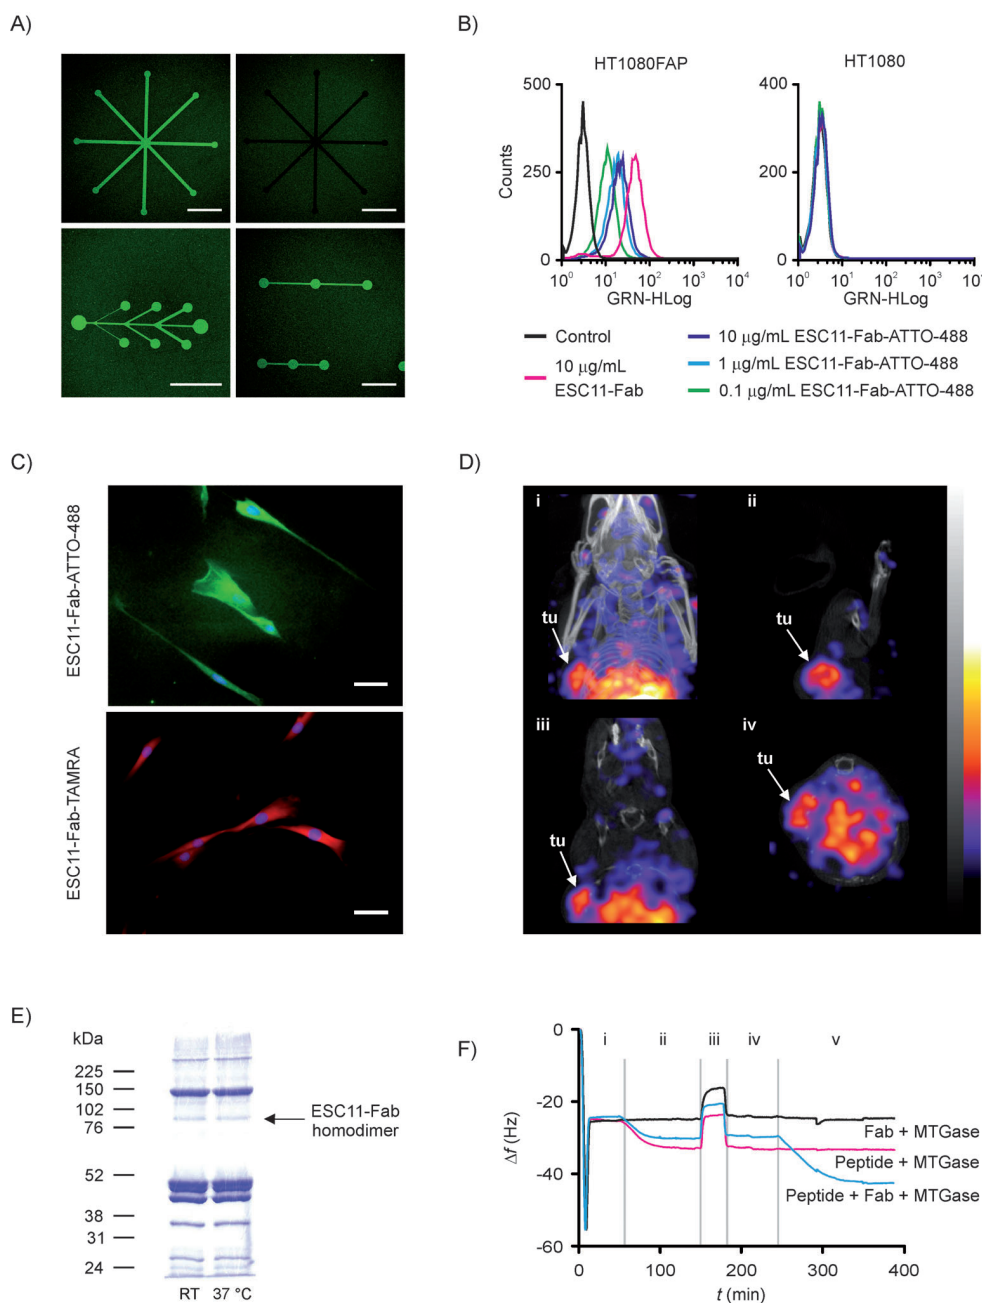 A)
B)
HT1080FAP
HT1080
500
250
0
Counts
10⁰ 10¹ 10² 10³ 10⁴
GRN-HLog
400
200
0
10⁰ 10¹ 10² 10³ 10⁴
GRN-HLog
Control
10 μg/mL
ESC11-Fab
10 μg/mL ESC11-Fab-ATTO-488
1 μg/mL ESC11-Fab-ATTO-488
0.1 μg/mL ESC11-Fab-ATTO-488
C)
ESC11-Fab-ATTO-488
ESC11-Fab-TAMRA
D)
i
tu
ii
tu
iii
tu
iv
tu
E)
kDa
225
150
102
76
52
38
31
24
ESC11-Fab
homodimer
RT 37 °C
F)
0
-20
-40
-60
Δf (Hz)
i ii iii iv v
Fab + MTGase
Peptide + MTGase
Peptide + Fab + MTGase
0 100 200 300 400
t (min)